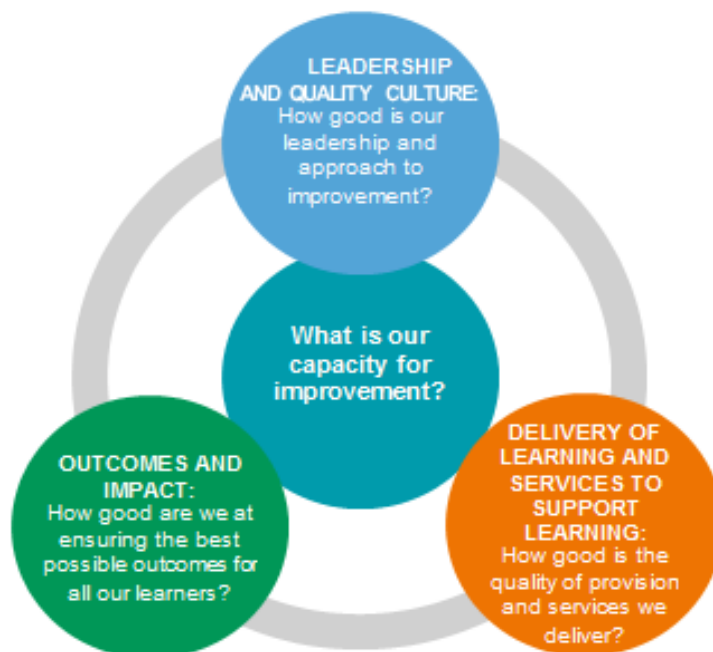 LEADERSHIP
AND QUALITY CULTURE:
How good is our
leadership and
approach to
improvement?
What is our
capacity for
improvement?
OUTCOMES AND
IMPACT:
How good are we at
ensuring the best
possible outcomes for
all our learners?
DELIVERY OF
LEARNING AND
SERVICES TO
SUPPORT
LEARNING:
How good is the
quality of provision
and services we
deliver?